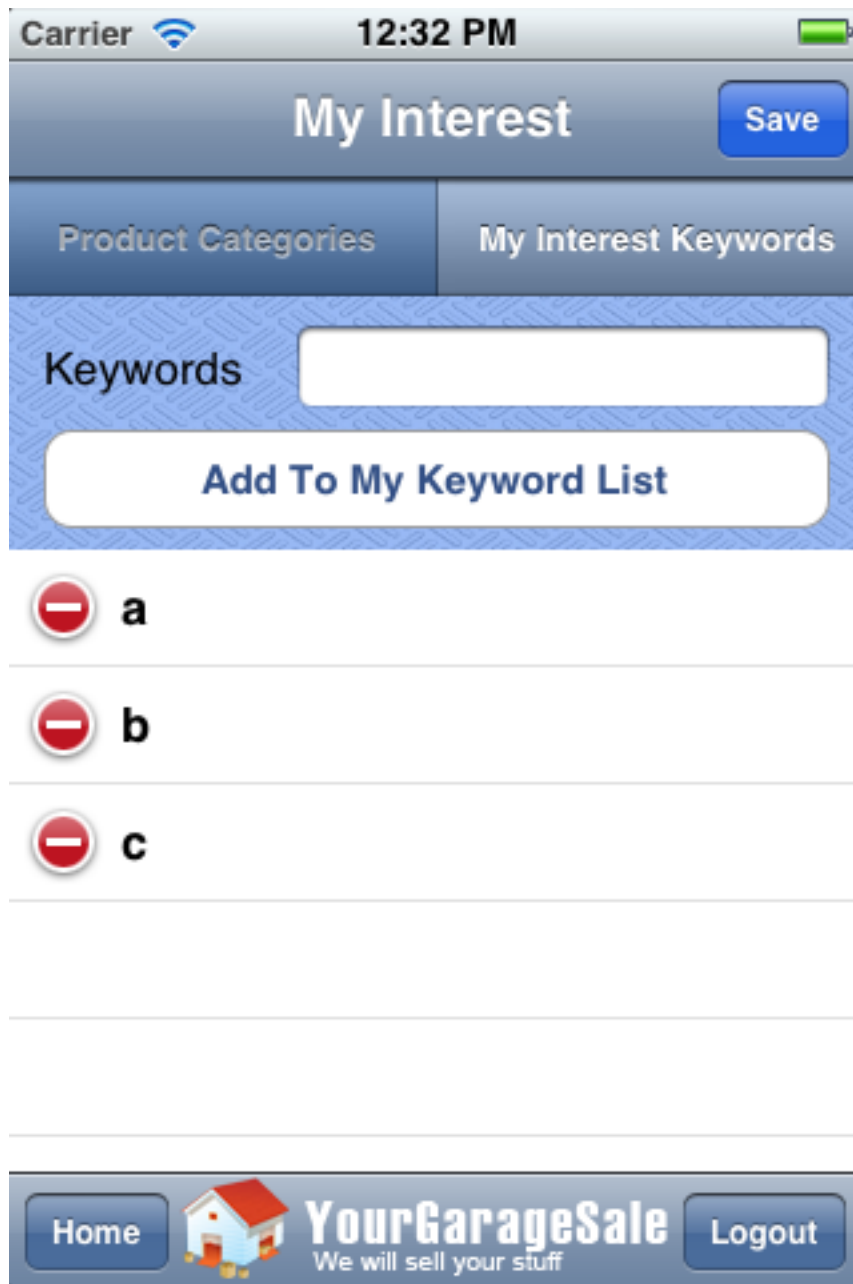 Carrier 12:32 PM
My Interest Save
Product Categories My Interest Keywords
Keywords
Add To My Keyword List
a
b
c
Home YourGarageSale Logout
We will sell your stuff